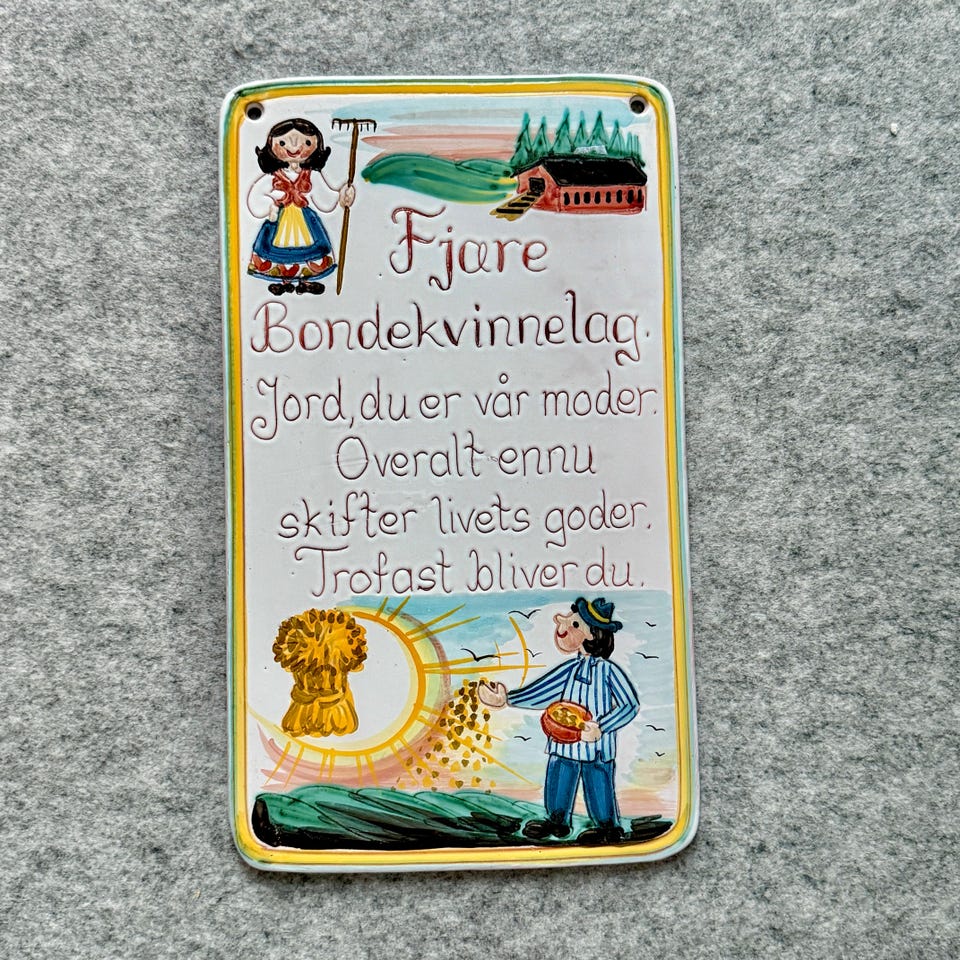 Fjære
Bondekvinnelag.
Jord, du er vår moder.
Overalt ennu
skifter livets goder.
Trofast bliver du.